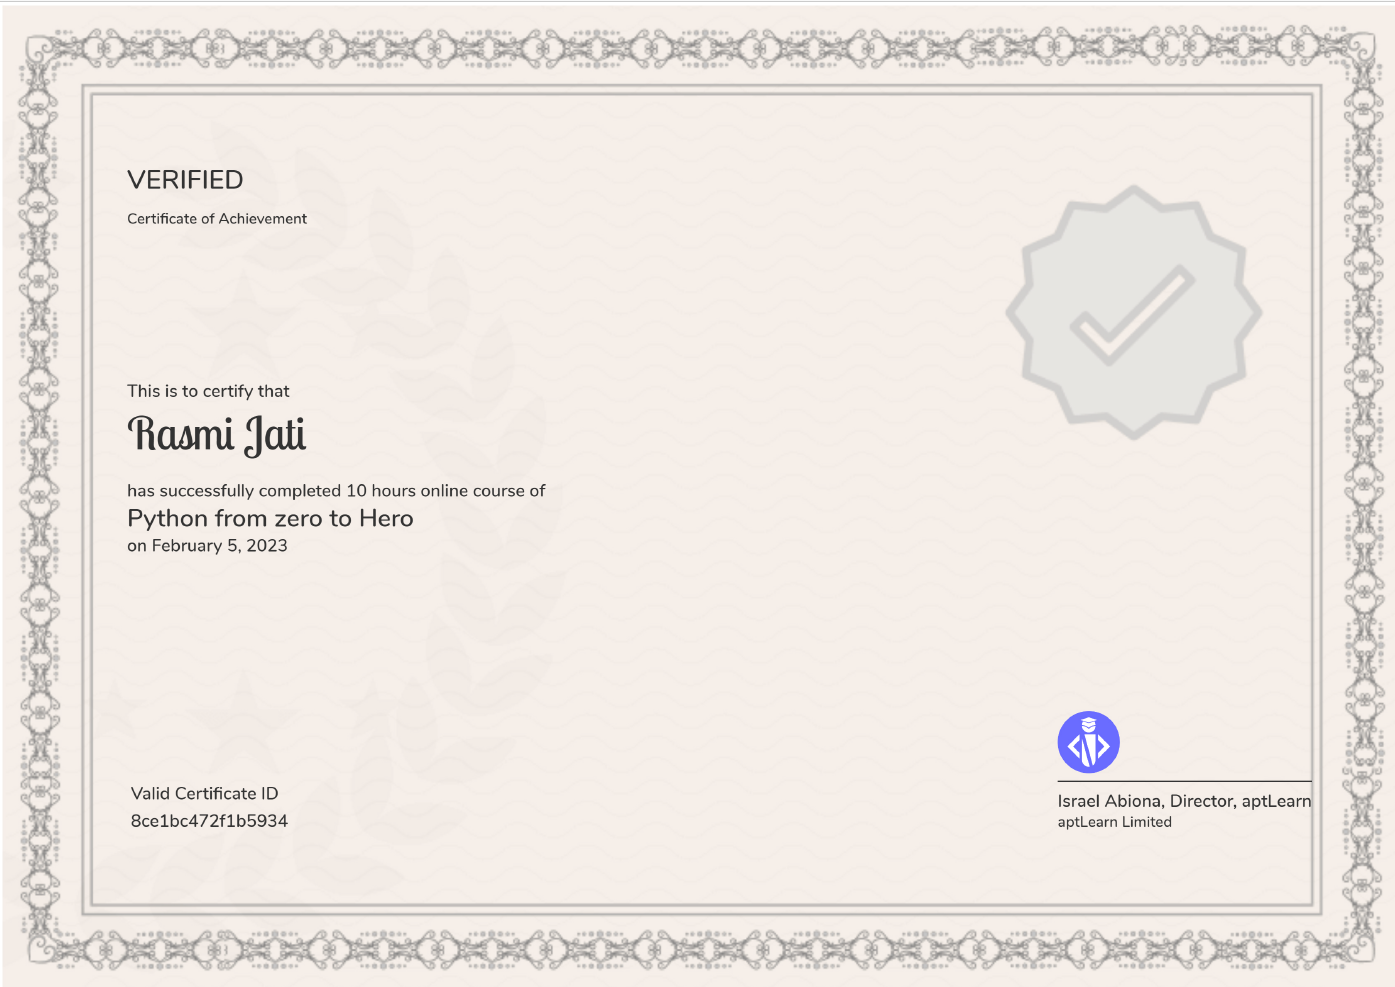 VERIFIED
Certificate of Achievement
This is to certify that
Rasmi Jati
has successfully completed 10 hours online course of
Python from zero to Hero
on February 5, 2023
Valid Certificate ID
8ce1bc472f1b5934
Israel Abiona, Director, aptLearn
aptLearn Limited